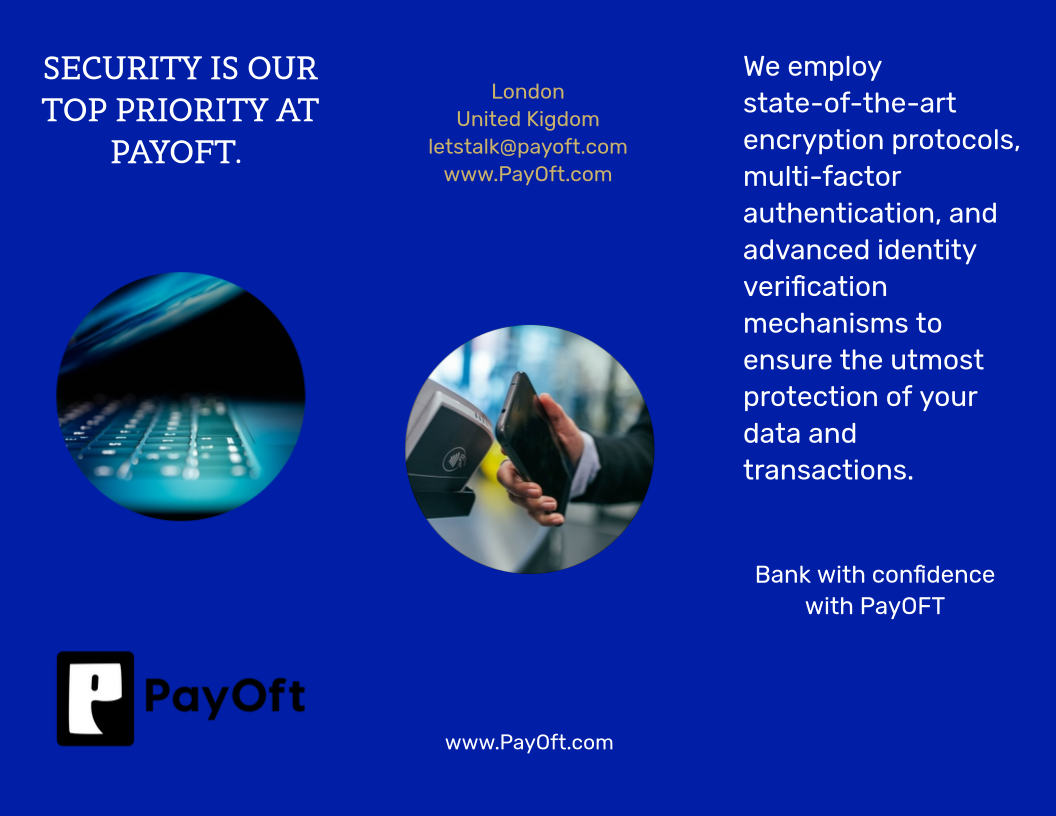 SECURITY IS OUR
TOP PRIORITY AT
PAYOFT.
PayOft
London
United Kigdom
letstalk@payoft.com
www.PayOft.com
www.PayOft.com
We employ
state-of-the-art
encryption protocols,
multi-factor
authentication, and
advanced identity
verification
mechanisms to
ensure the utmost
protection of your
data and
transactions.
Bank with confidence
with PayOFT